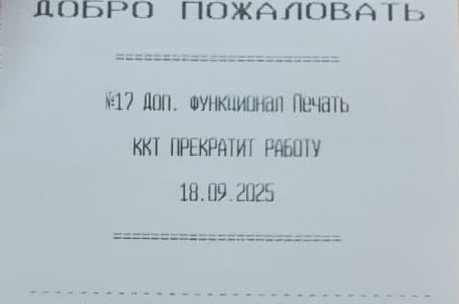 ДОБРО ПОЖАЛОВАТЬ
========================
№17 Доп. функционал Печать
ККТ ПРЕКРАТИТ РАБОТУ
18.09.2025
========================